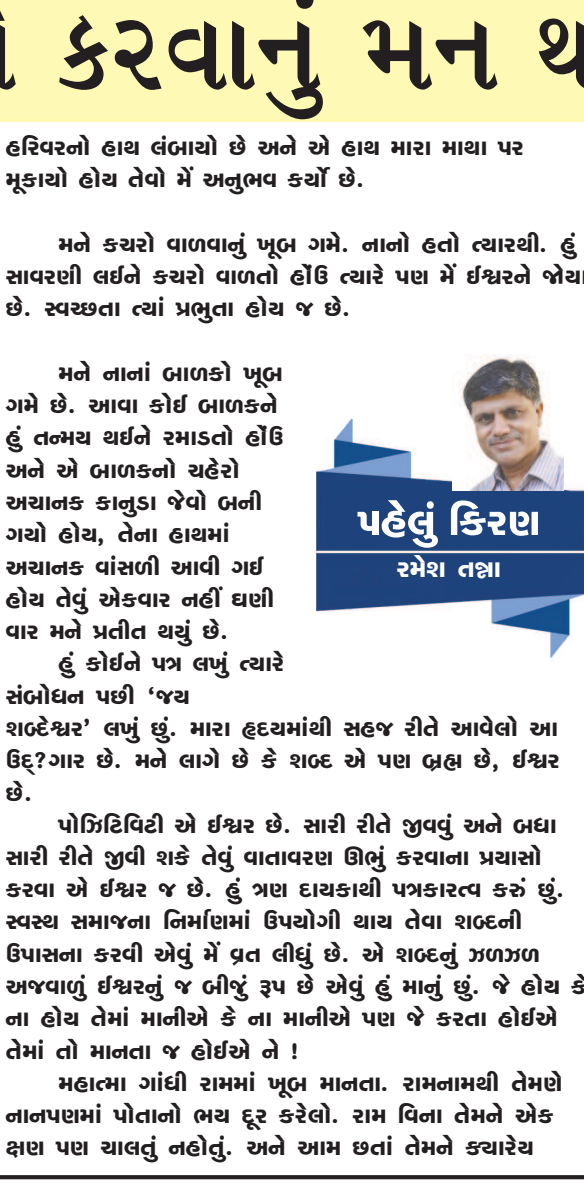 કરવાનું મન
હરિવરનો હાથ લંબાયો છે અને એ હાથ મારા માથા પર
મૂકાયો હોય તેવો મેં અનુભવ કર્યો છે.
મને કચરો વાળવાનું ખૂબ ગમે. નાનો હતો ત્યારથી. હું
સાવરણી લઈને કચરો વાળતો હોંઉ ત્યારે પણ મેં ઈશ્વરને જોયા
છે. સ્વચ્છતા ત્યાં પ્રભુતા હોય જ છે.
મને નાનાં બાળકો ખૂબ
ગમે છે. આવા કોઈ બાળકને
હું તન્મય થઈને રમાડતો હોંઉ
અને એ બાળકનો ચહેરો
અચાનક કાનુડા જેવો બની
ગયો હોય, તેના હાથમાં
અચાનક વાંસળી આવી ગઈ
હોય તેવું એકવાર નહીં ઘણી
વાર મને પ્રતીત થયું છે.
પહેલું કિરણ
રમેશ તન્ના
હું કોઈને પત્ર લખું ત્યારે
સંબોધન પછી ‘જય
શબ્દેશ્વર’ લખું છું. મારા હૃદયમાંથી સહજ રીતે આવેલો આ
ઉદ્?ગાર છે. મને લાગે છે કે શબ્દ એ પણ બ્રહ્મ છે, ઈશ્વર
છે.
પોઝિટિવિટી એ ઈશ્વર છે. સારી રીતે જીવવું અને બધા
સારી રીતે જીવી શકે તેવું વાતાવરણ ઊભું કરવાના પ્રયાસો
કરવા એ ઈશ્વર જ છે. હું ત્રણ દાયકાથી પત્રકારત્વ કરું છું.
સ્વસ્થ સમાજના નિર્માણમાં ઉપયોગી થાય તેવા શબ્દની
ઉપાસના કરવી એવું મેં વ્રત લીધું છે. એ શબ્દનું ઝળઝળ
અજવાળું ઈશ્વરનું જ બીજું રૂપ છે એવું હું માનું છું. જે હોય કે
ના હોય તેમાં માનીએ કે ના માનીએ પણ જે કરતા હોઈએ
તેમાં તો માનતા જ હોઈએ ને !
મહાત્મા ગાંધી રામમાં ખૂબ માનતા. રામનામથી તેમણે
નાનપણમાં પોતાનો ભય દૂર કરેલો. રામ વિના તેમને એક
ક્ષણ પણ ચાલતું નહોતું. અને આમ છતાં તેમને ક્યારેય